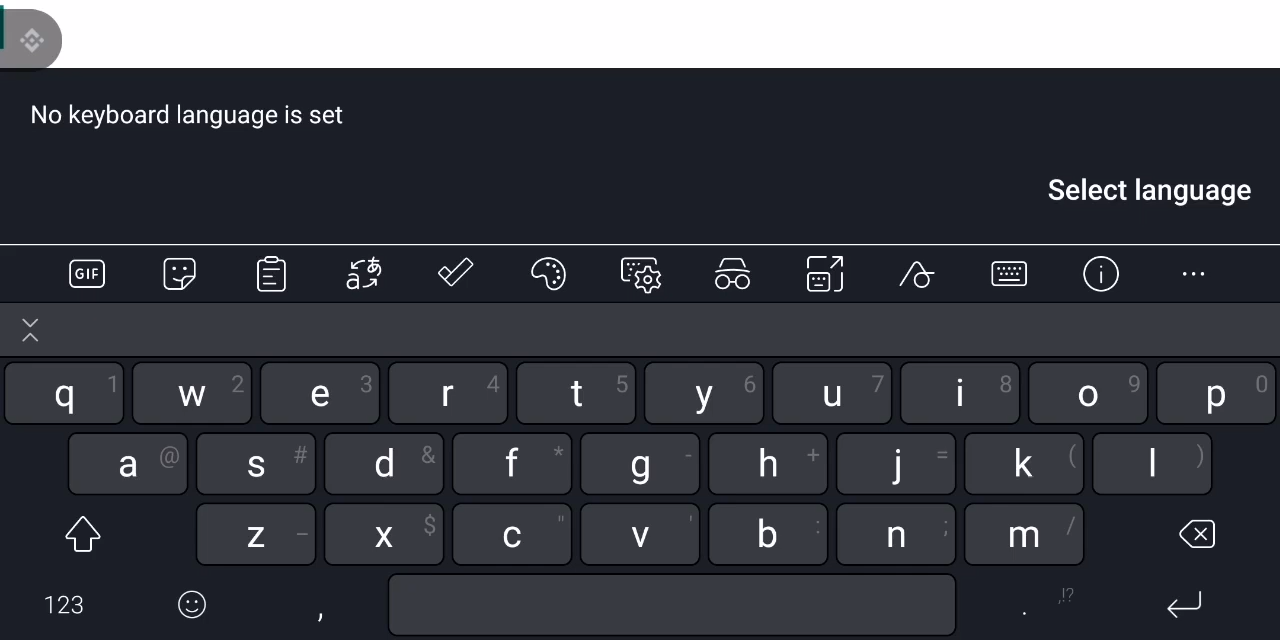 No keyboard language is set
Select language
GIF
a あ
q 1 w 2 e 3 r 4 t 5 y 6 u 7 i 8 o 9 p 0
a @ s # d & f * g - h + j = k ( l )
z _ x $ c " v ' b : n ; m /
123 , . ,!?